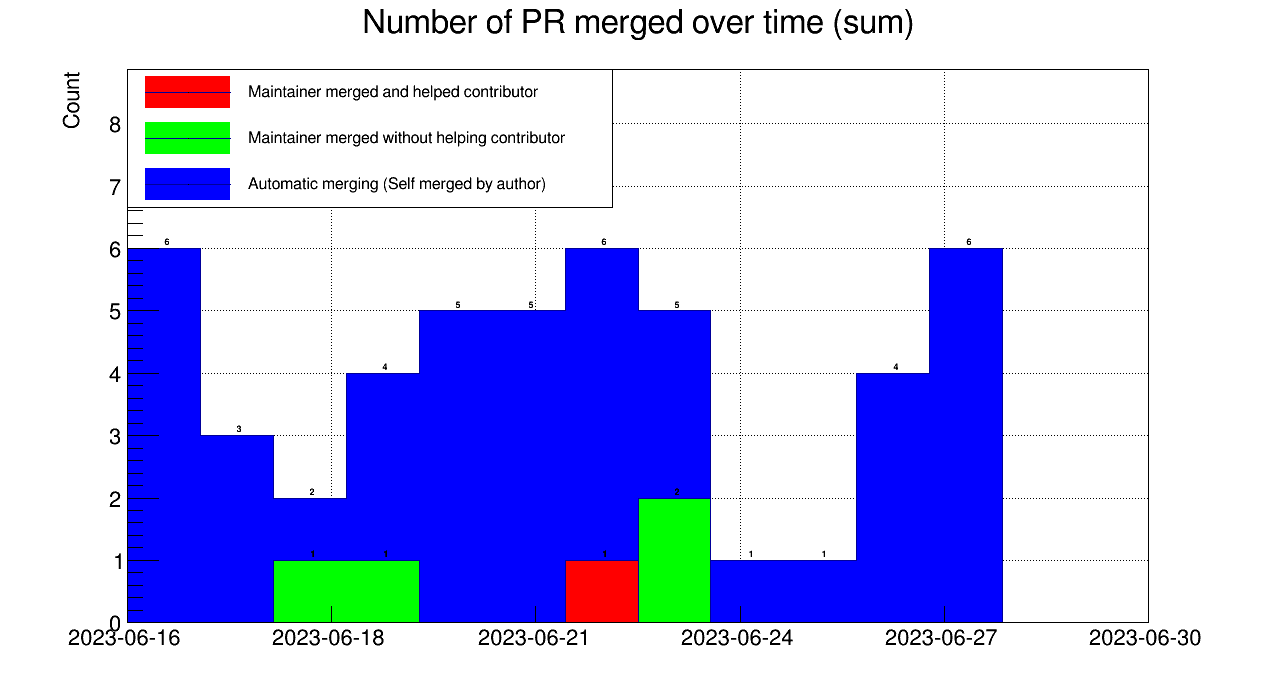 Number of PR merged over time (sum)
Count
Maintainer merged and helped contributor
Maintainer merged without helping contributor
Automatic merging (Self merged by author)
8
7
6
5
4
3
2
1
0
6 3 2 4 5 5 6 5 1 1 4 6
1 1 1 2
2023-06-16 2023-06-18 2023-06-21 2023-06-24 2023-06-27 2023-06-30